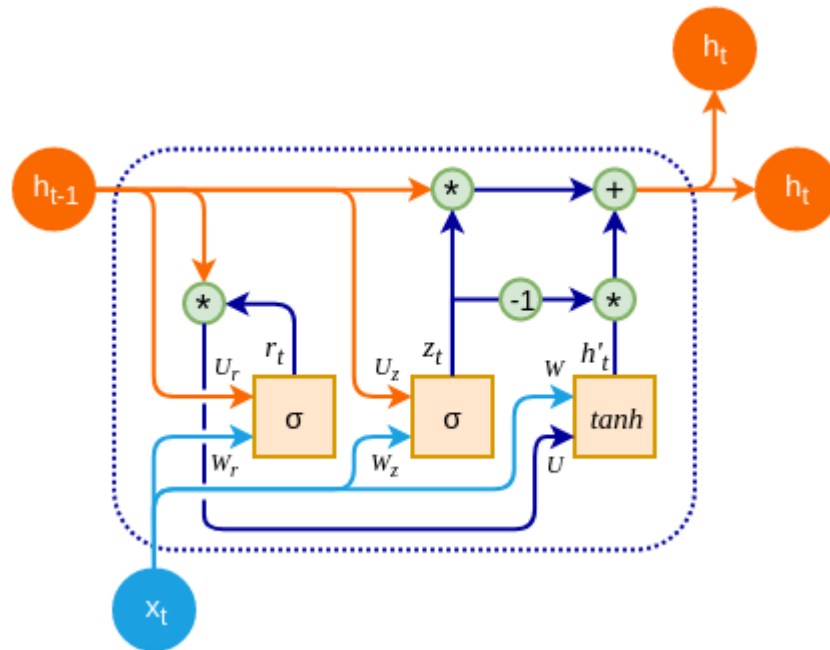 h_t
h_{t-1}
*
+
h_t
*
-1
*
r_t
z_t
h'_t
U_r
U_z
W
σ
σ
tanh
W_r
W_z
U
x_t